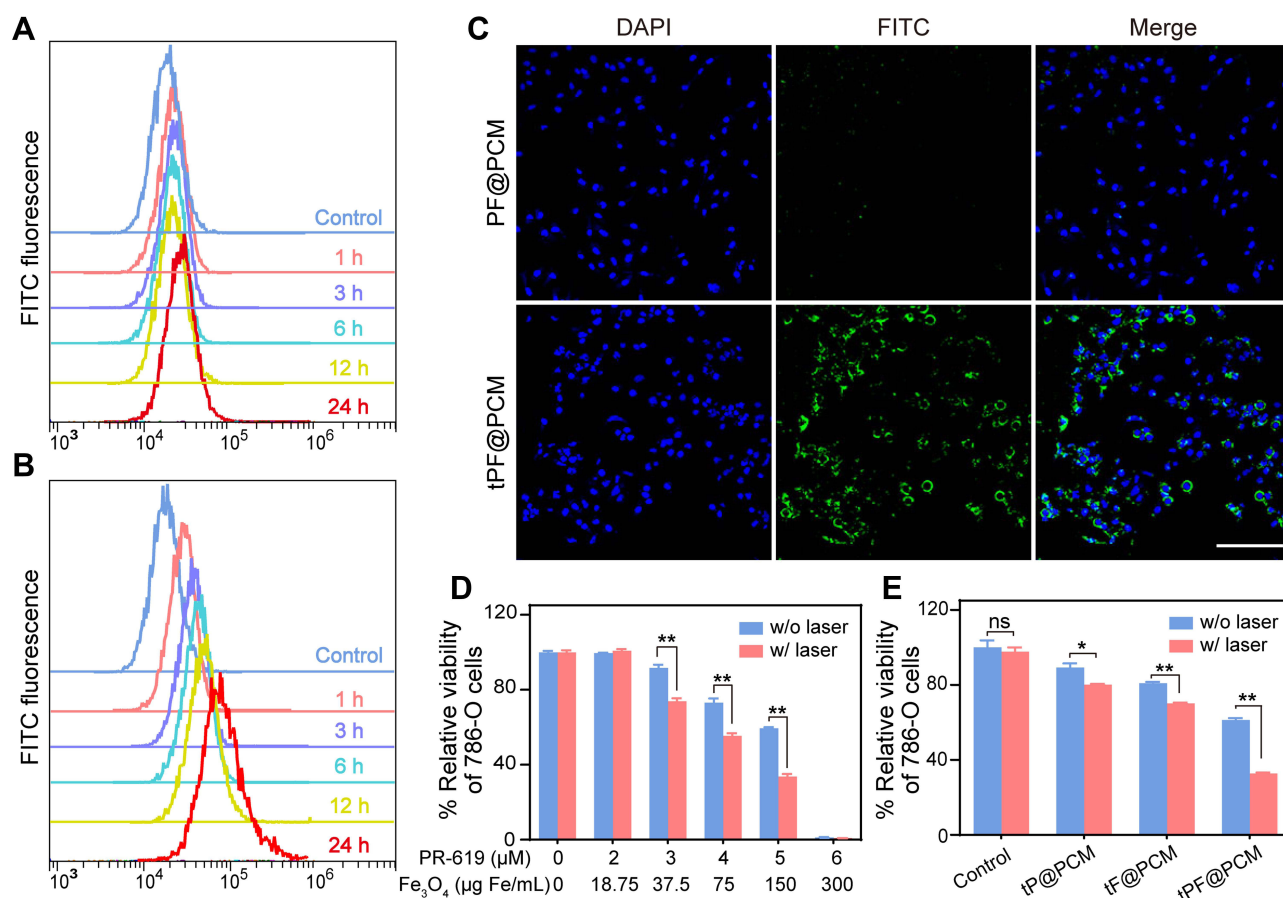 A
FITC fluorescence
Control
1 h
3 h
6 h
12 h
24 h
10³ 10⁴ 10⁵ 10⁶
B
FITC fluorescence
Control
1 h
3 h
6 h
12 h
24 h
10³ 10⁴ 10⁵ 10⁶
C
DAPI FITC Merge
PF@PCM
tPF@PCM
D
% Relative viability
of 786-O cells
120
80
40
0
w/o laser
w/ laser
** ** **
PR-619 (µM) 0 2 3 4 5 6
Fe₃O₄ (µg Fe/mL) 0 18.75 37.5 75 150 300
E
% Relative viability
of 786-O cells
120
80
40
0
w/o laser
w/ laser
ns * ** **
Control tP@PCM tF@PCM tPF@PCM